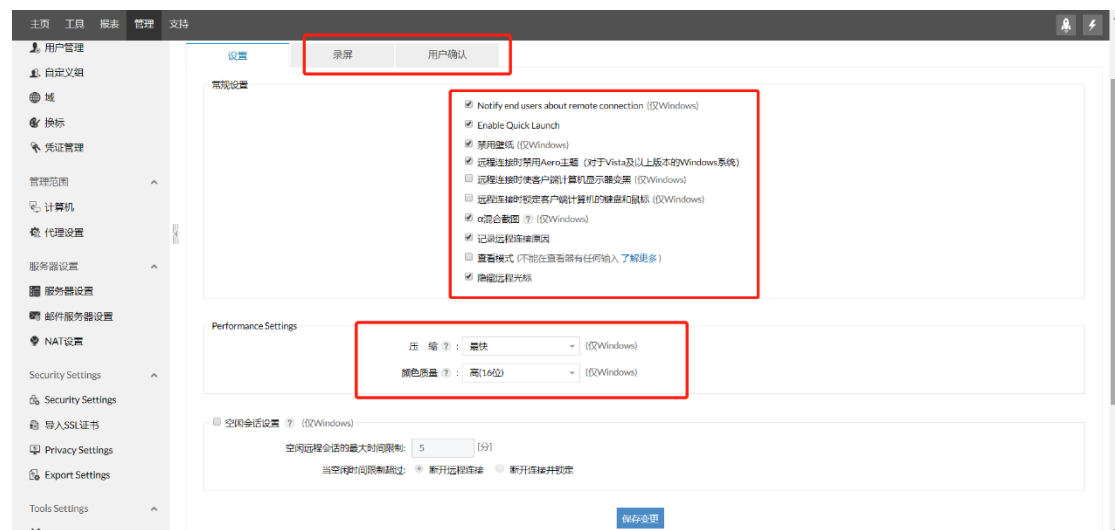 主页 工具 报表 管理 支持
用户管理
自定义组
域
换标
凭证管理
管理范围
计算机
代理设置
服务器设置
服务器设置
邮件服务器设置
NAT设置
Security Settings
Security Settings
导入SSL证书
Privacy Settings
Export Settings
Tools Settings
设置 录屏 用户确认
常规设置
Notify end users about remote connection (仅Windows)
Enable Quick Launch
禁用壁纸 (仅Windows)
远程连接时禁用Aero主题（对于Vista及以上版本的Windows系统）
远程连接时使客户端计算机显示器变黑 (仅Windows)
远程连接时锁定客户端计算机的键盘和鼠标 (仅Windows)
α混合截图 ? (仅Windows)
记录远程连接原因
查看模式 (不能在查看器有任何输入 了解更多)
隐藏远程光标
Performance Settings
压 缩 ? : 最快 (仅Windows)
颜色质量 ? : 高(16位) (仅Windows)
空闲会话设置 ? (仅Windows)
空闲远程会话的最大时间限制: 5 [分]
当空闲时间限制超过: 断开远程连接 断开连接并锁定
保存变更